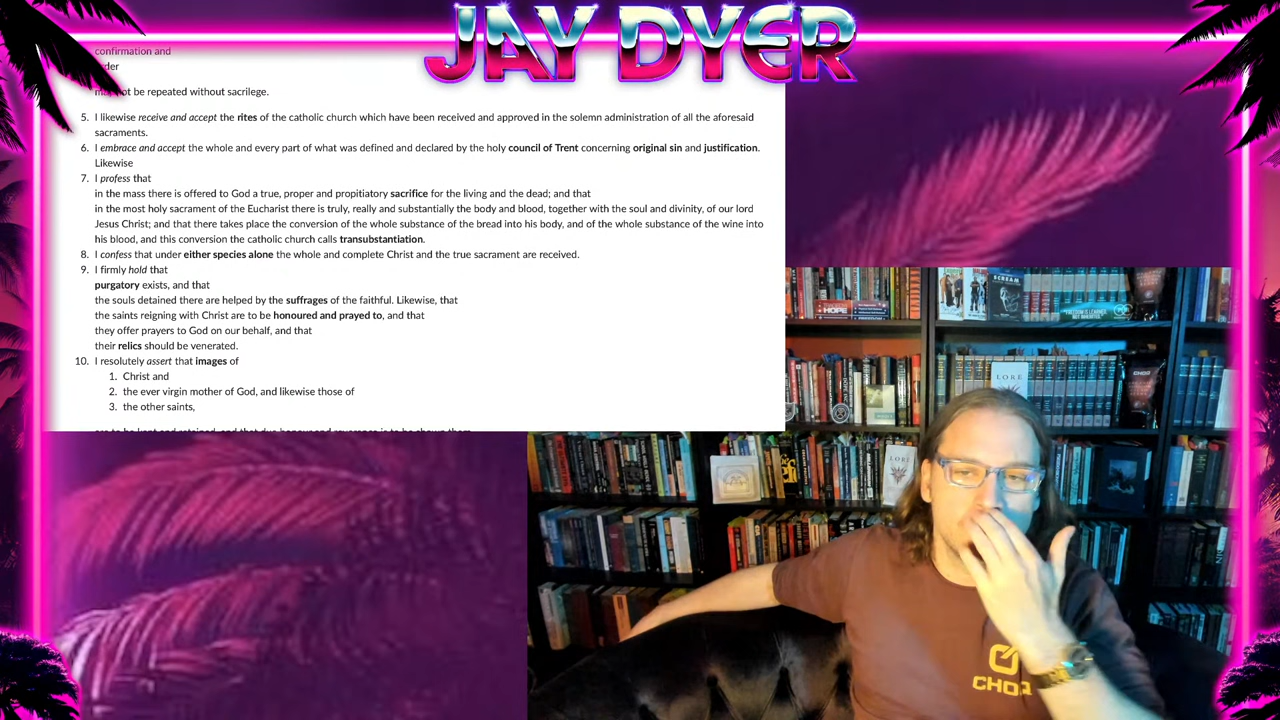 JAY DYER
confirmation and
be repeated without sacrilege.
5. I likewise receive and accept the rites of the catholic church which have been received and approved in the solemn administration of all the aforesaid
sacraments.
6. I embrace and accept the whole and every part of what was defined and declared by the holy council of Trent concerning original sin and justification.
Likewise
7. I profess that
in the mass there is offered to God a true, proper and propitiatory sacrifice for the living and the dead; and that
in the most holy sacrament of the Eucharist there is truly, really and substantially the body and blood, together with the soul and divinity, of our lord
Jesus Christ; and that there takes place the conversion of the whole substance of the bread into his body, and of the whole substance of the wine into
his blood, and this conversion the catholic church calls transubstantiation.
8. I confess that under either species alone the whole and complete Christ and the true sacrament are received.
9. I firmly hold that
purgatory exists, and that
the souls detained there are helped by the suffrages of the faithful. Likewise, that
the saints reigning with Christ are to be honoured and prayed to, and that
they offer prayers to God on our behalf, and that
their relics should be venerated.
10. I resolutely assert that images of
1. Christ and
2. the ever virgin mother of God, and likewise those of
3. the other saints,
SCREAM
HOPE
LORE
CHOQ
LORE
CHOQ